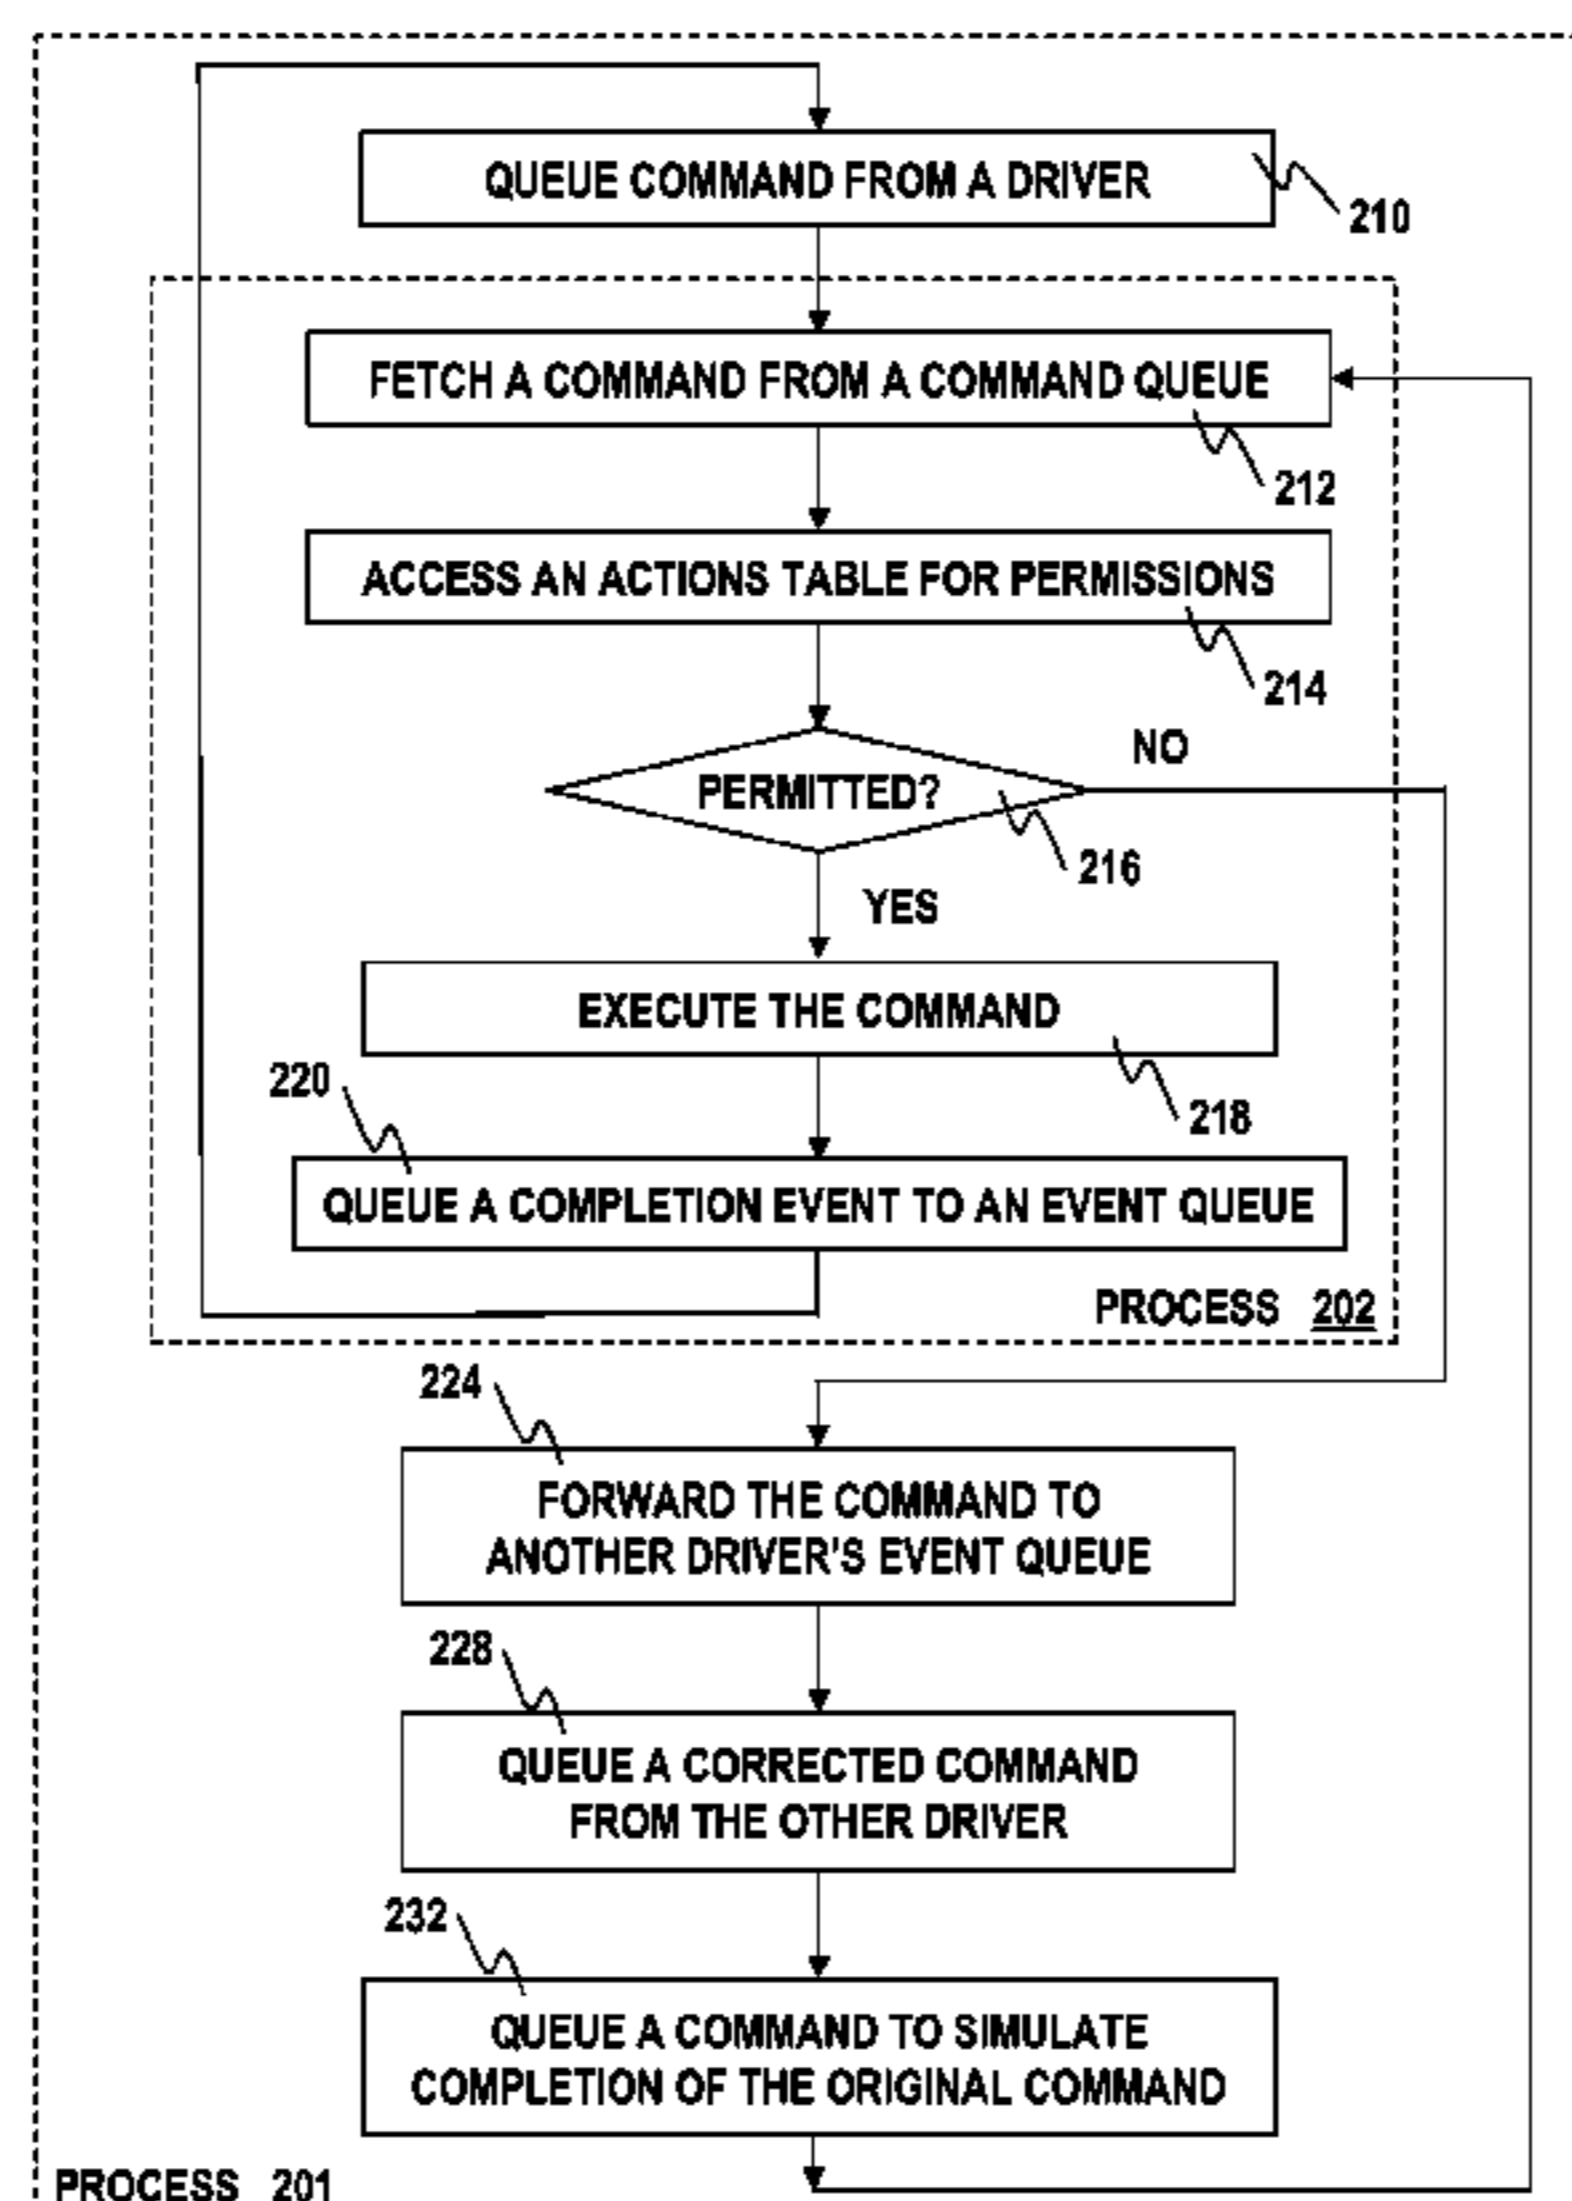 QUEUE COMMAND FROM A DRIVER
210
FETCH A COMMAND FROM A COMMAND QUEUE
212
ACCESS AN ACTIONS TABLE FOR PERMISSIONS
214
NO
PERMITTED?
216
YES
EXECUTE THE COMMAND
218
220
QUEUE A COMPLETION EVENT TO AN EVENT QUEUE
PROCESS 202
224
FORWARD THE COMMAND TO
ANOTHER DRIVER'S EVENT QUEUE
228
QUEUE A CORRECTED COMMAND
FROM THE OTHER DRIVER
232
QUEUE A COMMAND TO SIMULATE
COMPLETION OF THE ORIGINAL COMMAND
PROCESS 201